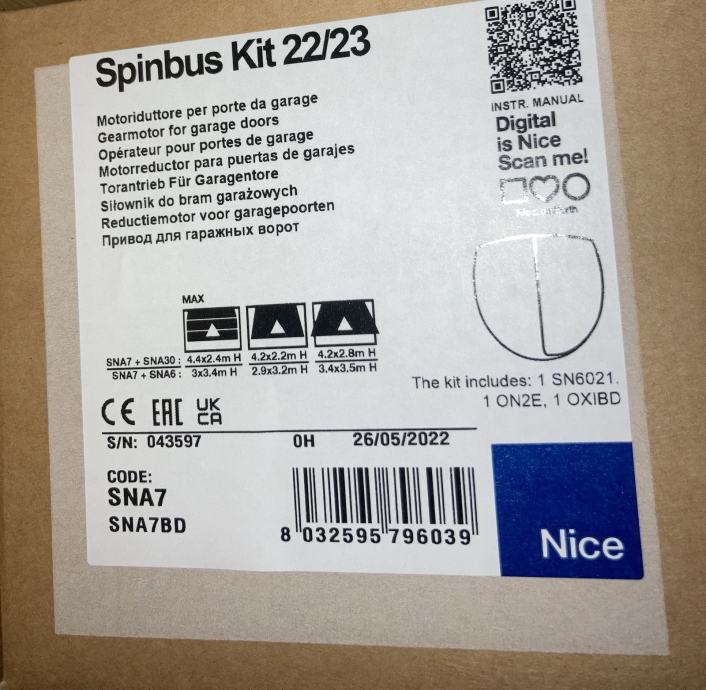 Spinbus Kit 22/23
Motoriduttore per porte da garage
Gearmotor for garage doors
Opérateur pour portes de garage
Motorreductor para puertas de garajes
Torantrieb Für Garagentore
Siłownik do bram garażowych
Reductiemotor voor garagepoorten
Привод для гаражных ворот
INSTR. MANUAL
Digital
is Nice
Scan me!
MAX
SNA7 + SNA30 : 4.4x2.4m H 4.2x2.2m H 4.2x2.8m H
SNA7 + SNA6 : 3x3.4m H 2.9x3.2m H 3.4x3.5m H
The kit includes: 1 SN6021.
1 ON2E, 1 OXIBD
CE EAC UK
CA
S/N: 043597 0H 26/05/2022
CODE:
SNA7
SNA7BD
8 032595 796039
Nice